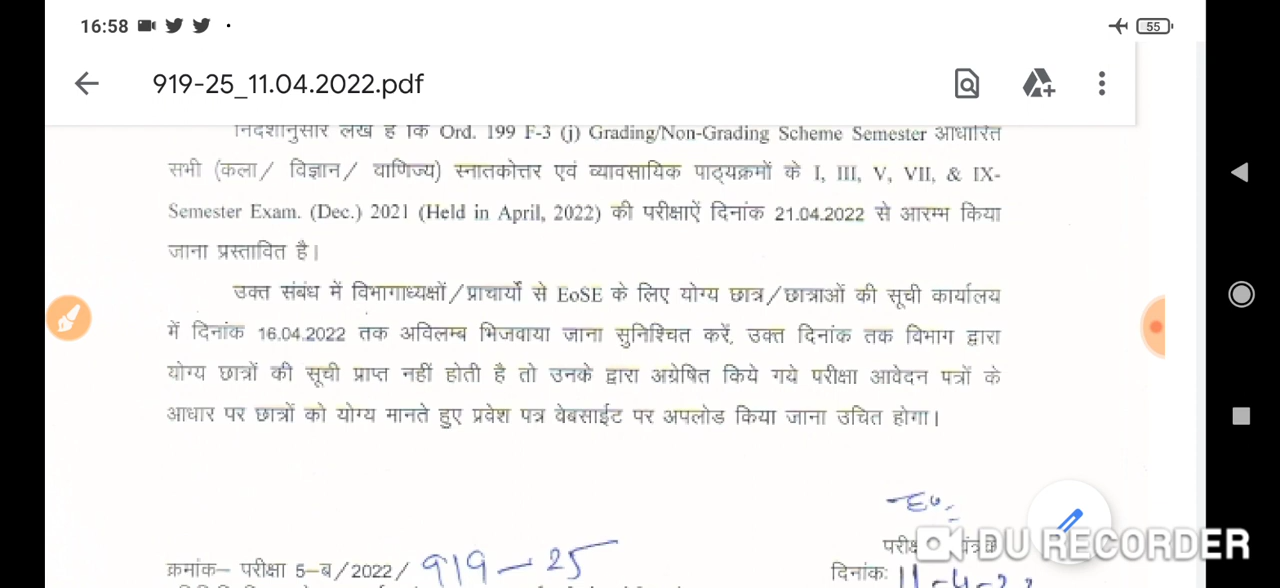 16:58
55
919-25_11.04.2022.pdf
निर्देशानुसार लेख है कि Ord. 199 F-3 (j) Grading/Non-Grading Scheme Semester आधारित
सभी (कला/ विज्ञान/ वाणिज्य) स्नातकोत्तर एवं व्यावसायिक पाठ्यक्रमों के I, III, V, VII, & IX-
Semester Exam. (Dec.) 2021 (Held in April, 2022) की परीक्षाऐं दिनांक 21.04.2022 से आरम्भ किया
जाना प्रस्तावित है।
उक्त संबंध में विभागाध्यक्षों/प्राचार्यों से EoSE के लिए योग्य छात्र/छात्राओं की सूची कार्यालय
में दिनांक 16.04.2022 तक अविलम्ब भिजवाया जाना सुनिश्चित करें, उक्त दिनांक तक विभाग द्वारा
योग्य छात्रों की सूची प्राप्त नहीं होती है तो उनके द्वारा अग्रेषित किये गये परीक्षा आवेदन पत्रों के
आधार पर छात्रों को योग्य मानते हुए प्रवेश पत्र वेबसाईट पर अपलोड किया जाना उचित होगा।
DU RECORDER
क्रमांक– परीक्षा 5-ब/2022/ 919-25
दिनांक: 11-4-22